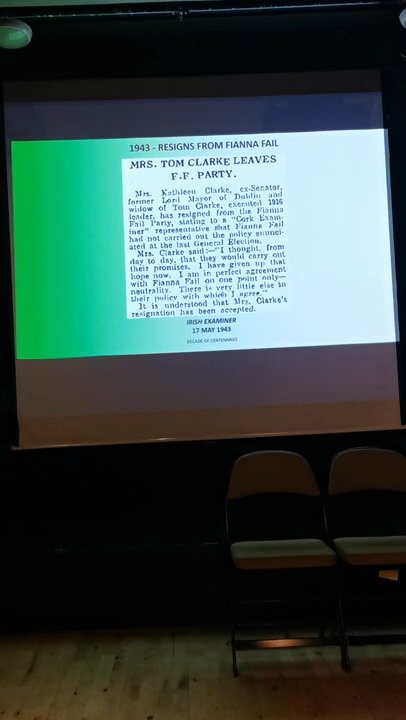 1943 - RESIGNS FROM FIANNA FAIL
MRS. TOM CLARKE LEAVES
F.F. PARTY.
Mrs. Kathleen Clarke, ex-Senator,
former Lord Mayor of Dublin and
widow of Tom Clarke, executed 1916
leader, has resigned from the Fianna
Fail Party, stating to a "Cork Exam-
iner" representative that Fianna Fail
had not carried out the policy enunci-
ated at the last General Election.
Mrs. Clarke said:—"I thought, from
day to day, that they would carry out
their promises. I have given up that
hope now. I am in perfect agreement
with Fianna Fail on one point only—
neutrality. There is very little else in
their policy with which I agree."
It is understood that Mrs. Clarke's
resignation has been accepted.
IRISH EXAMINER
17 MAY 1943
DECADE OF CENTENARIES